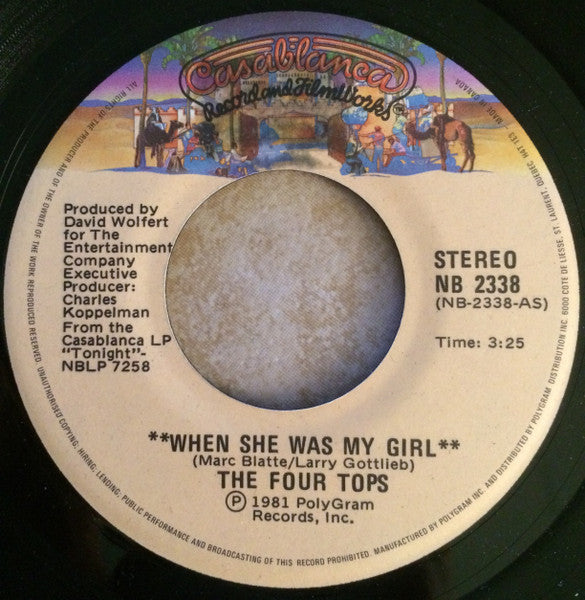 Casablanca
Record and FilmWorks
Produced by
David Wolfert
for The
Entertainment
Company
Executive
Producer:
Charles
Koppelman
From the
Casablanca LP
"Tonight"-
NBLP 7258
STEREO
NB 2338
(NB-2338-AS)
Time: 3:25
**WHEN SHE WAS MY GIRL**
(Marc Blatte/Larry Gottlieb)
THE FOUR TOPS
Ⓟ 1981 PolyGram
Records, Inc.
ALL RIGHTS OF THE PRODUCER AND OF THE OWNER OF THE WORK REPRODUCED RESERVED. UNAUTHORISED COPYING, HIRING, LENDING, PUBLIC PERFORMANCE AND BROADCASTING OF THIS RECORD PROHIBITED. MANUFACTURED BY POLYGRAM INC. AND DISTRIBUTED BY POLYGRAM DISTRIBUTION INC. 6000 COTE DE LIESSE, ST. LAURENT, QUEBEC, H4T 1E3 MADE IN CANADA